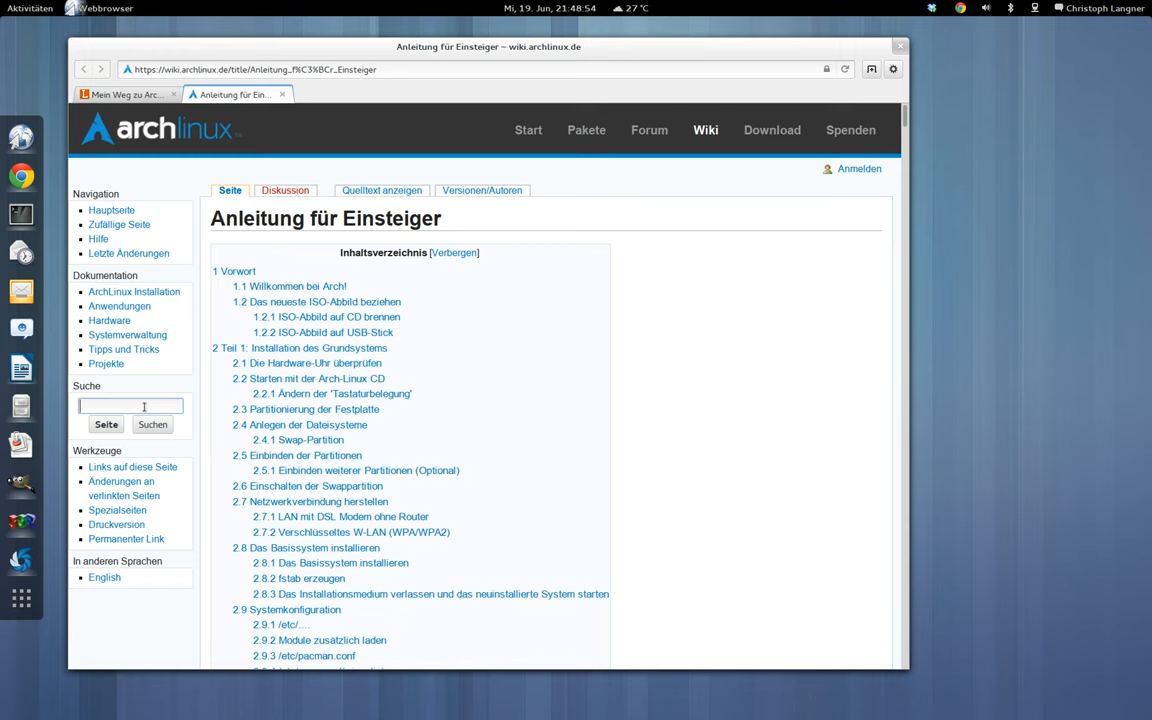 Aktivitäten
Webbrowser
Mi, 19. Jun, 21:48:54
27 °C
Christoph Langner
Anleitung für Einsteiger – wiki.archlinux.de
https://wiki.archlinux.de/title/Anleitung_f%C3%BCr_Einsteiger
Mein Weg zu Arc...
Anleitung für Ein...
archlinux
Start
Pakete
Forum
Wiki
Download
Spenden
Anmelden
Seite
Diskussion
Quelltext anzeigen
Versionen/Autoren
Navigation
Hauptseite
Zufällige Seite
Hilfe
Letzte Änderungen
Dokumentation
ArchLinux Installation
Anwendungen
Hardware
Systemverwaltung
Tipps und Tricks
Projekte
Suche
Seite
Suchen
Werkzeuge
Links auf diese Seite
Änderungen an
verlinkten Seiten
Spezialseiten
Druckversion
Permanenter Link
In anderen Sprachen
English
Anleitung für Einsteiger
Inhaltsverzeichnis [Verbergen]
1 Vorwort
1.1 Willkommen bei Arch!
1.2 Das neueste ISO-Abbild beziehen
1.2.1 ISO-Abbild auf CD brennen
1.2.2 ISO-Abbild auf USB-Stick
2 Teil 1: Installation des Grundsystems
2.1 Die Hardware-Uhr überprüfen
2.2 Starten mit der Arch-Linux CD
2.2.1 Ändern der 'Tastaturbelegung'
2.3 Partitionierung der Festplatte
2.4 Anlegen der Dateisysteme
2.4.1 Swap-Partition
2.5 Einbinden der Partitionen
2.5.1 Einbinden weiterer Partitionen (Optional)
2.6 Einschalten der Swappartition
2.7 Netzwerkverbindung herstellen
2.7.1 LAN mit DSL Modem ohne Router
2.7.2 Verschlüsseltes W-LAN (WPA/WPA2)
2.8 Das Basissystem installieren
2.8.1 Das Basissystem installieren
2.8.2 fstab erzeugen
2.8.3 Das Installationsmedium verlassen und das neuinstallierte System starten
2.9 Systemkonfiguration
2.9.1 /etc/....
2.9.2 Module zusätzlich laden
2.9.3 /etc/pacman.conf